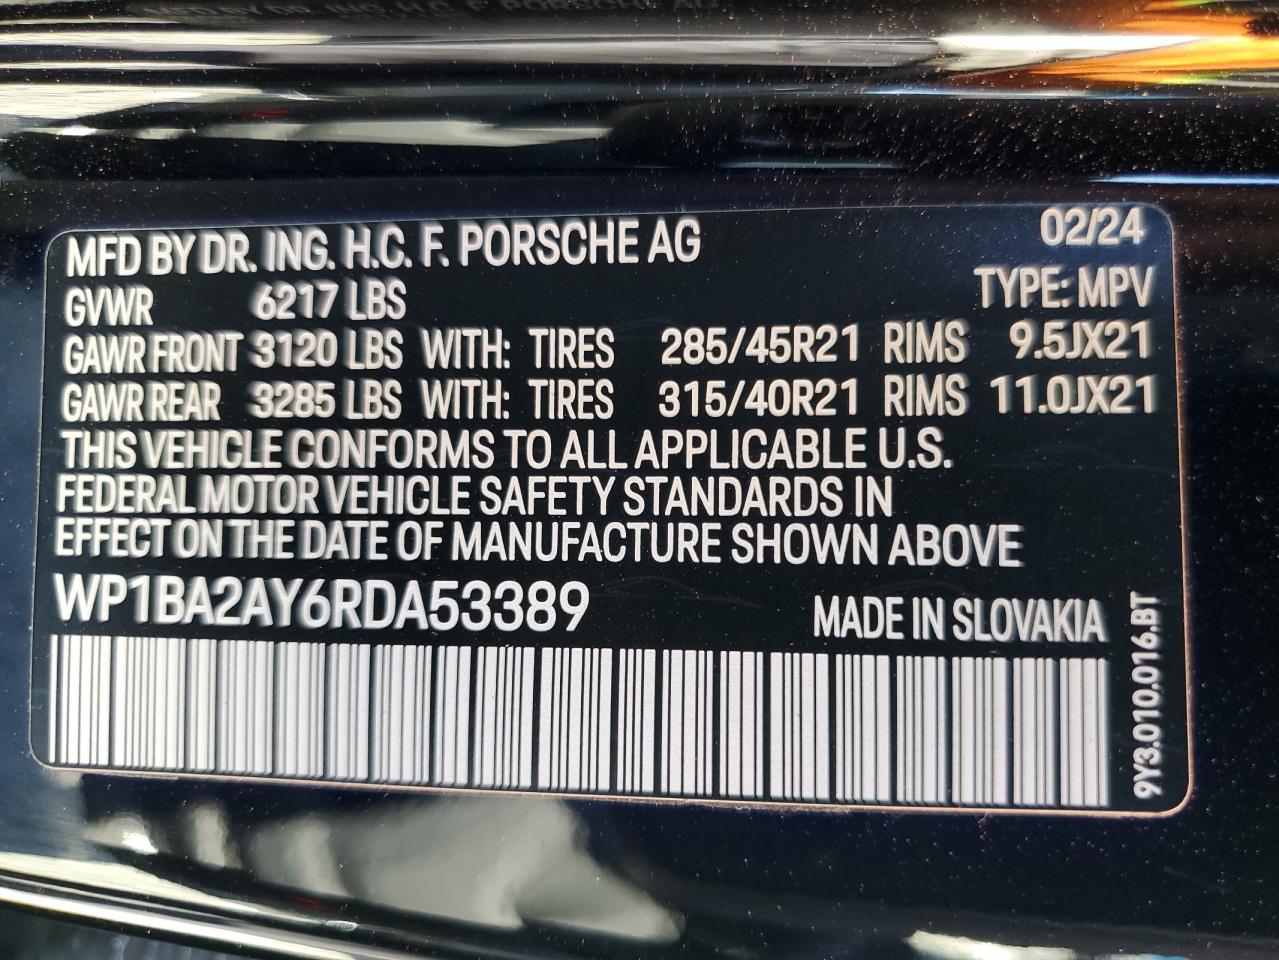 MFD BY DR. ING. H.C. F. PORSCHE AG 02/24
GVWR 6217 LBS TYPE: MPV
GAWR FRONT 3120 LBS WITH: TIRES 285/45R21 RIMS 9.5JX21
GAWR REAR 3285 LBS WITH: TIRES 315/40R21 RIMS 11.0JX21
THIS VEHICLE CONFORMS TO ALL APPLICABLE U.S.
FEDERAL MOTOR VEHICLE SAFETY STANDARDS IN
EFFECT ON THE DATE OF MANUFACTURE SHOWN ABOVE
WP1BA2AY6RDA53389 MADE IN SLOVAKIA
9Y3.010.016.BT